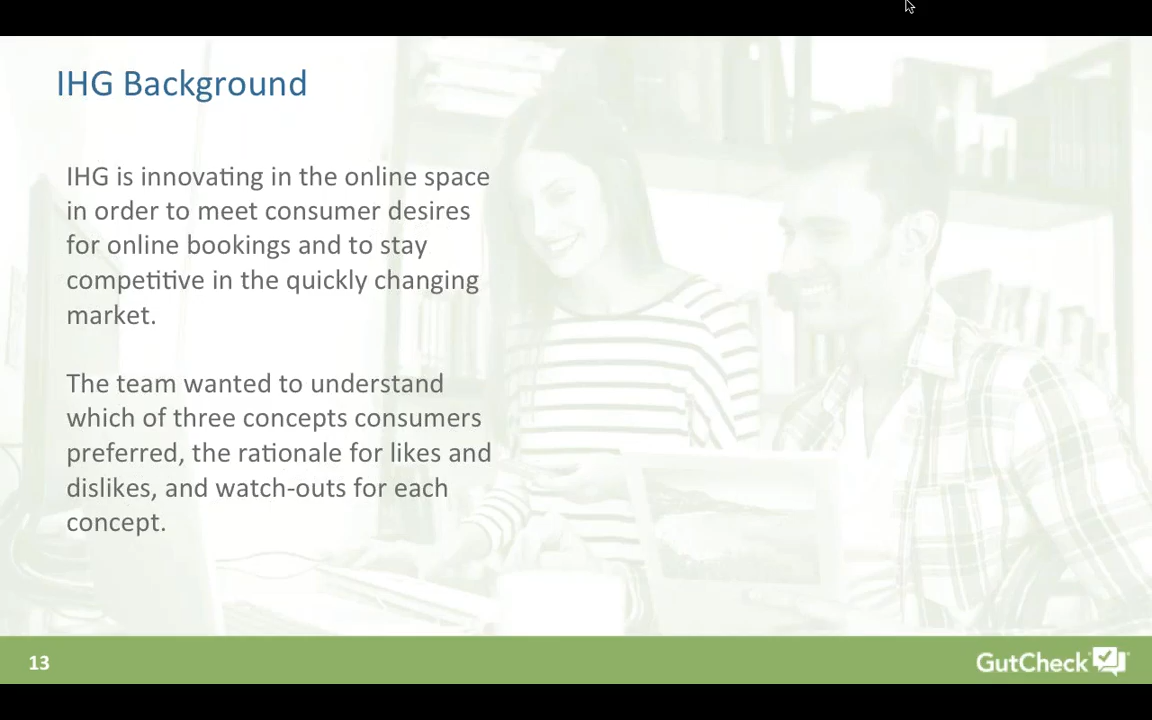 IHG Background
IHG is innovating in the online space
in order to meet consumer desires
for online bookings and to stay
competitive in the quickly changing
market.
The team wanted to understand
which of three concepts consumers
preferred, the rationale for likes and
dislikes, and watch-outs for each
concept.
13
GutCheck